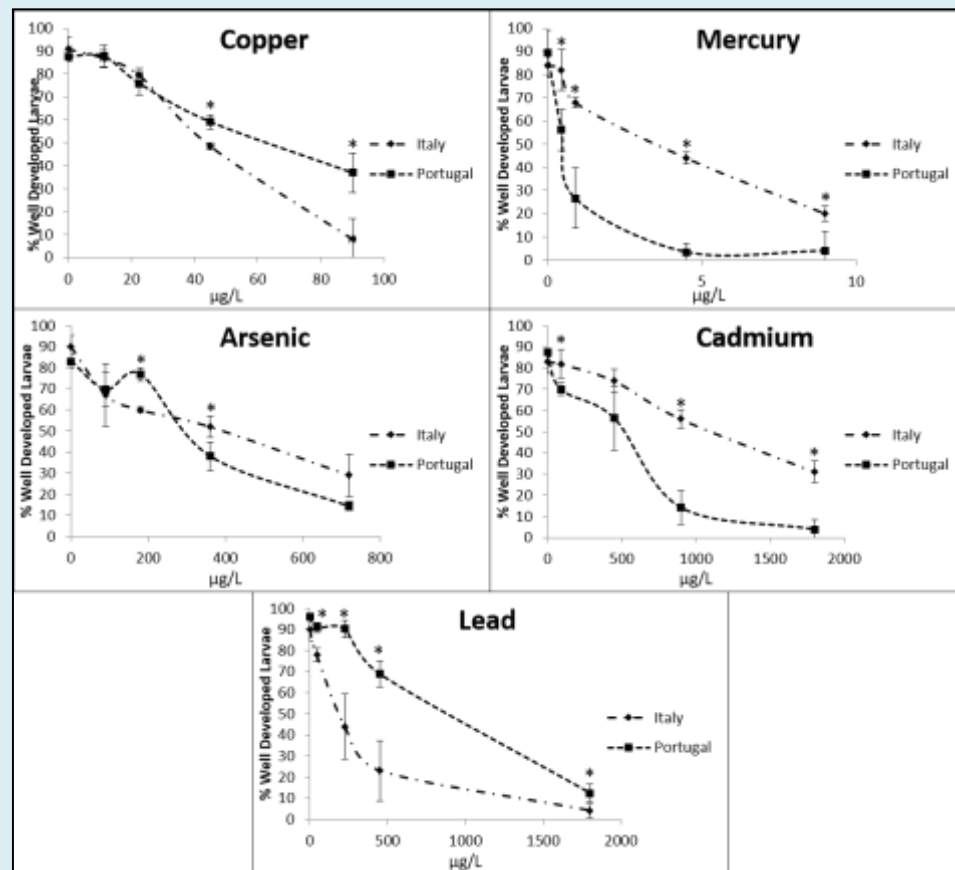 Copper
% Well Developed Larvae
100
90
80
70
60
50
40
30
20
10
0
*
*
Italy
Portugal
0 20 40 60 80 100
µg/L
Mercury
% Well Developed Larvae
100
90
80
70
60
50
40
30
20
10
0
*
*
*
*
Italy
Portugal
0 5 10
µg/L
Arsenic
% Well Developed Larvae
100
90
80
70
60
50
40
30
20
10
0
*
*
Italy
Portugal
0 200 400 600 800
µg/L
Cadmium
% Well Developed Larvae
100
90
80
70
60
50
40
30
20
10
0
*
*
*
Italy
Portugal
0 500 1000 1500 2000
µg/L
Lead
% Well Developed Larvae
100
90
80
70
60
50
40
30
20
10
0
* *
*
*
Italy
Portugal
0 500 1000 1500 2000
µg/L